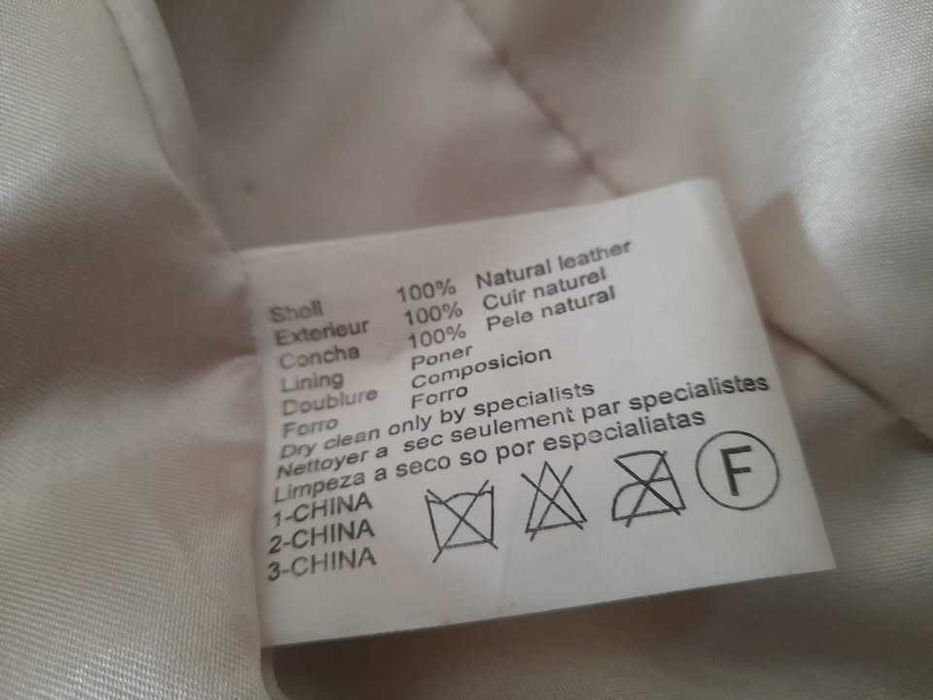 Shell 100% Natural leather
Exterieur 100% Cuir naturel
Concha 100% Pele natural
Lining Poner
Doublure Composicion
Forro Forro
Dry clean only by specialists
Nettoyer a sec seulement par specialistes
Limpeza a seco so por especialiatas
1-CHINA
2-CHINA
3-CHINA
F